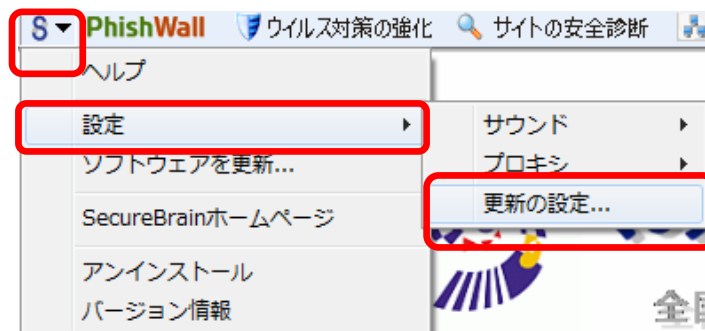 S PhishWall ウイルス対策の強化 サイトの安全診断
ヘルプ
設定
サウンド
プロキシ
更新の設定...
ソフトウェアを更新...
SecureBrainホームページ
アンインストール
バージョン情報
全国